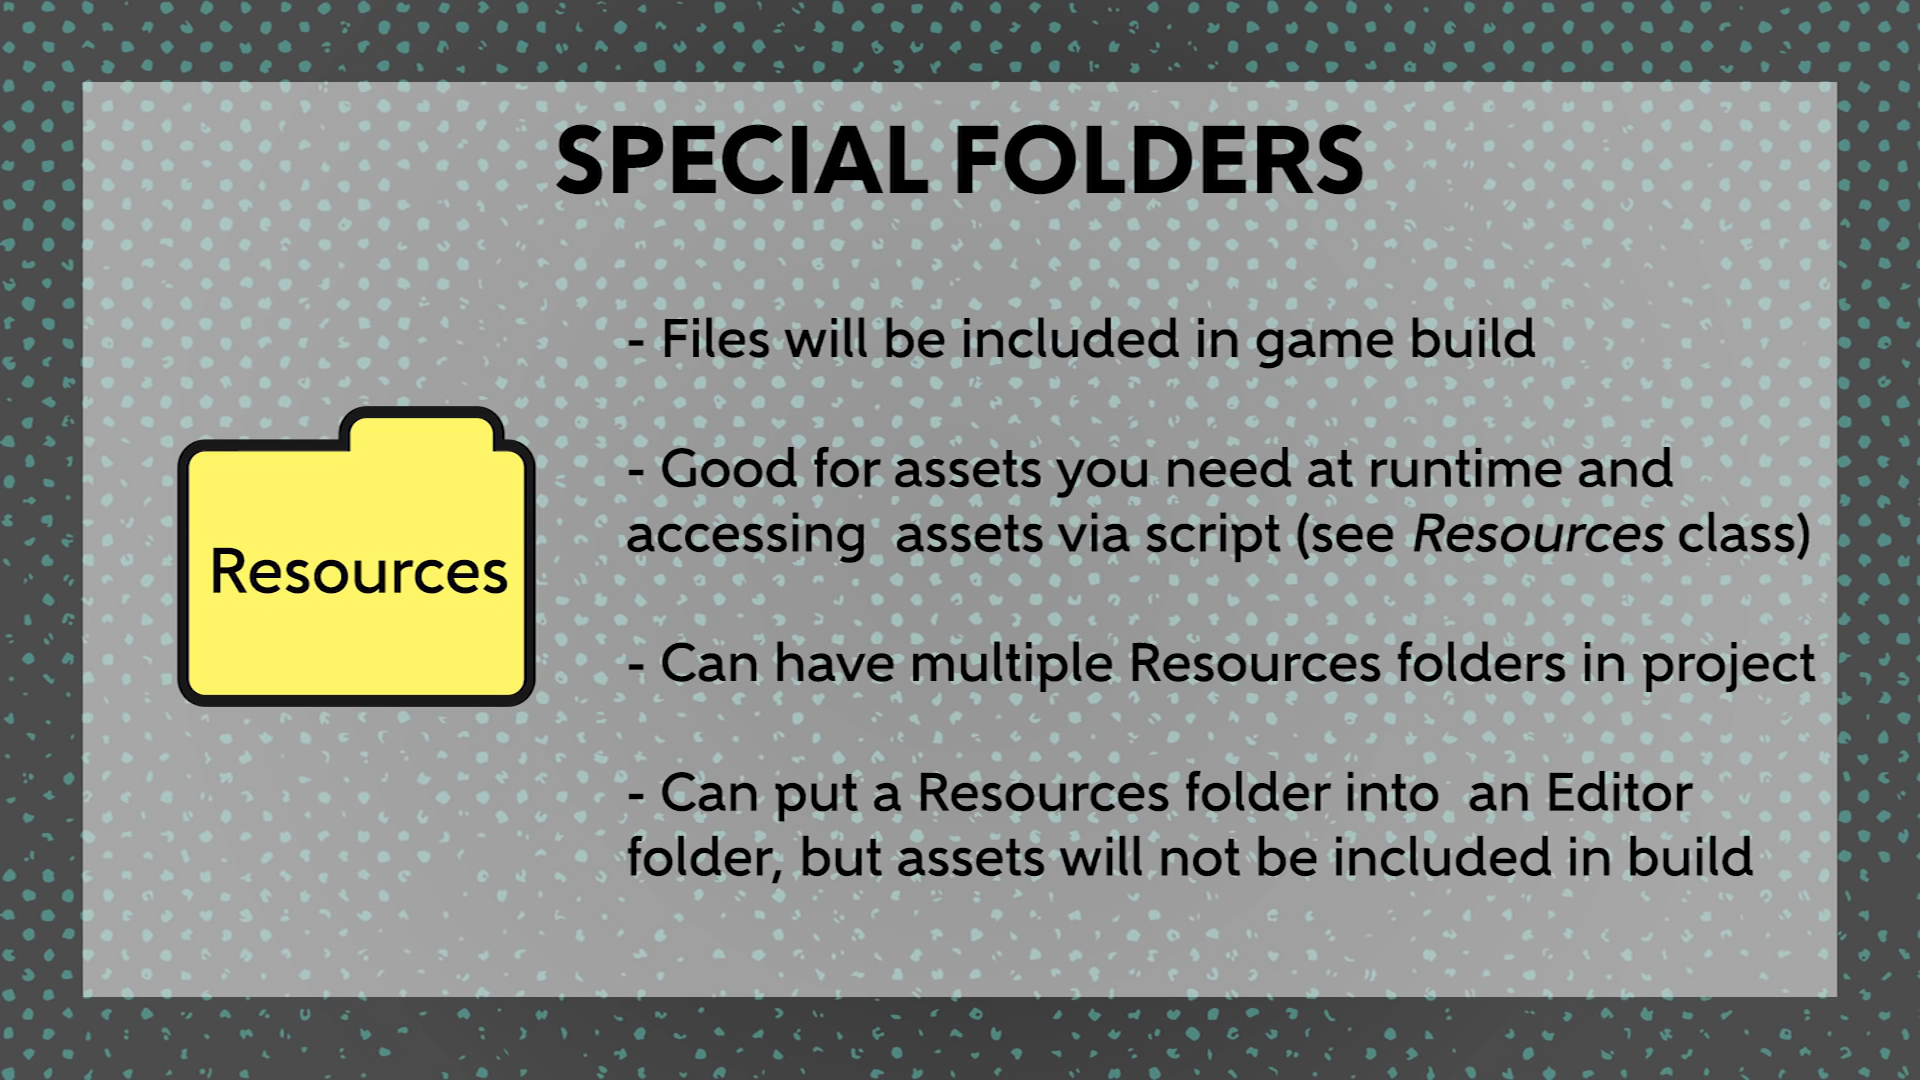 SPECIAL FOLDERS
Resources
- Files will be included in game build
- Good for assets you need at runtime and
accessing  assets via script (see Resources class)
- Can have multiple Resources folders in project
- Can put a Resources folder into  an Editor
folder, but assets will not be included in build